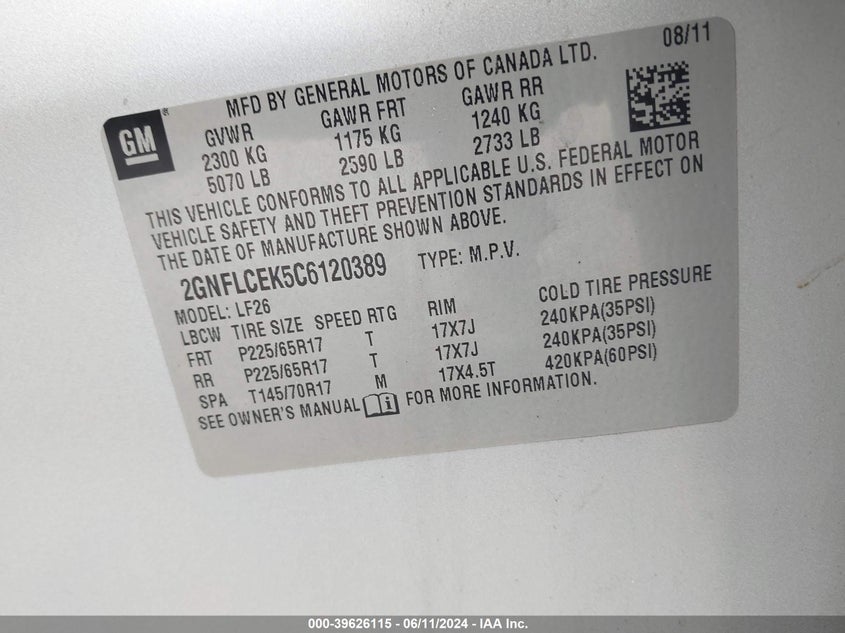 08/11
MFD BY GENERAL MOTORS OF CANADA LTD.
GM
GVWR GAWR FRT GAWR RR
2300 KG 1175 KG 1240 KG
5070 LB 2590 LB 2733 LB
THIS VEHICLE CONFORMS TO ALL APPLICABLE U.S. FEDERAL MOTOR
VEHICLE SAFETY AND THEFT PREVENTION STANDARDS IN EFFECT ON
THE DATE OF MANUFACTURE SHOWN ABOVE.
2GNFLCEK5C6120389 TYPE: M.P.V.
MODEL: LF26
LBCW TIRE SIZE SPEED RTG RIM COLD TIRE PRESSURE
FRT P225/65R17 T 17X7J 240KPA(35PSI)
RR P225/65R17 T 17X7J 240KPA(35PSI)
SPA T145/70R17 M 17X4.5T 420KPA(60PSI)
SEE OWNER'S MANUAL FOR MORE INFORMATION.
000-39626115 - 06/11/2024 - IAA Inc.